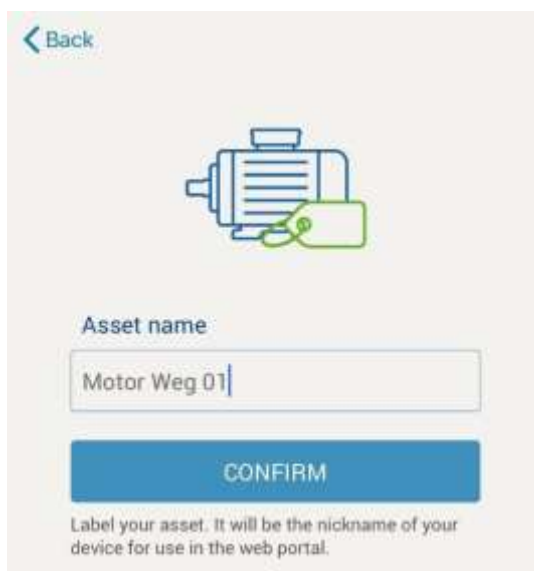 Back
Asset name
Motor Weg 01
CONFIRM
Label your asset. It will be the nickname of your
device for use in the web portal.